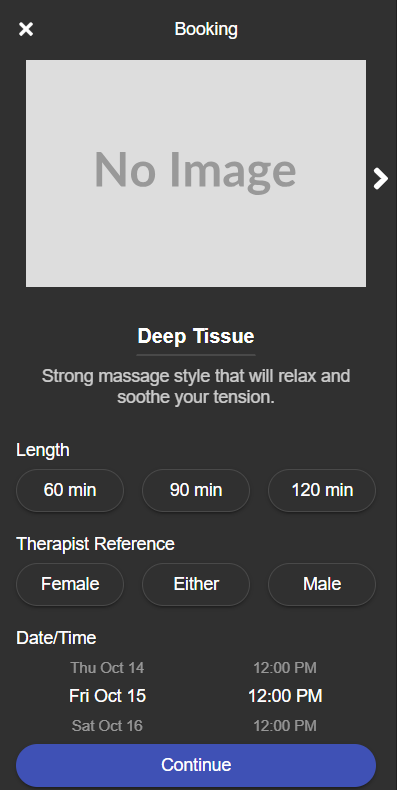 Booking
No Image
Deep Tissue
Strong massage style that will relax and
soothe your tension.
Length
60 min 90 min 120 min
Therapist Reference
Female Either Male
Date/Time
Thu Oct 14 12:00 PM
Fri Oct 15 12:00 PM
Sat Oct 16 12:00 PM
Continue